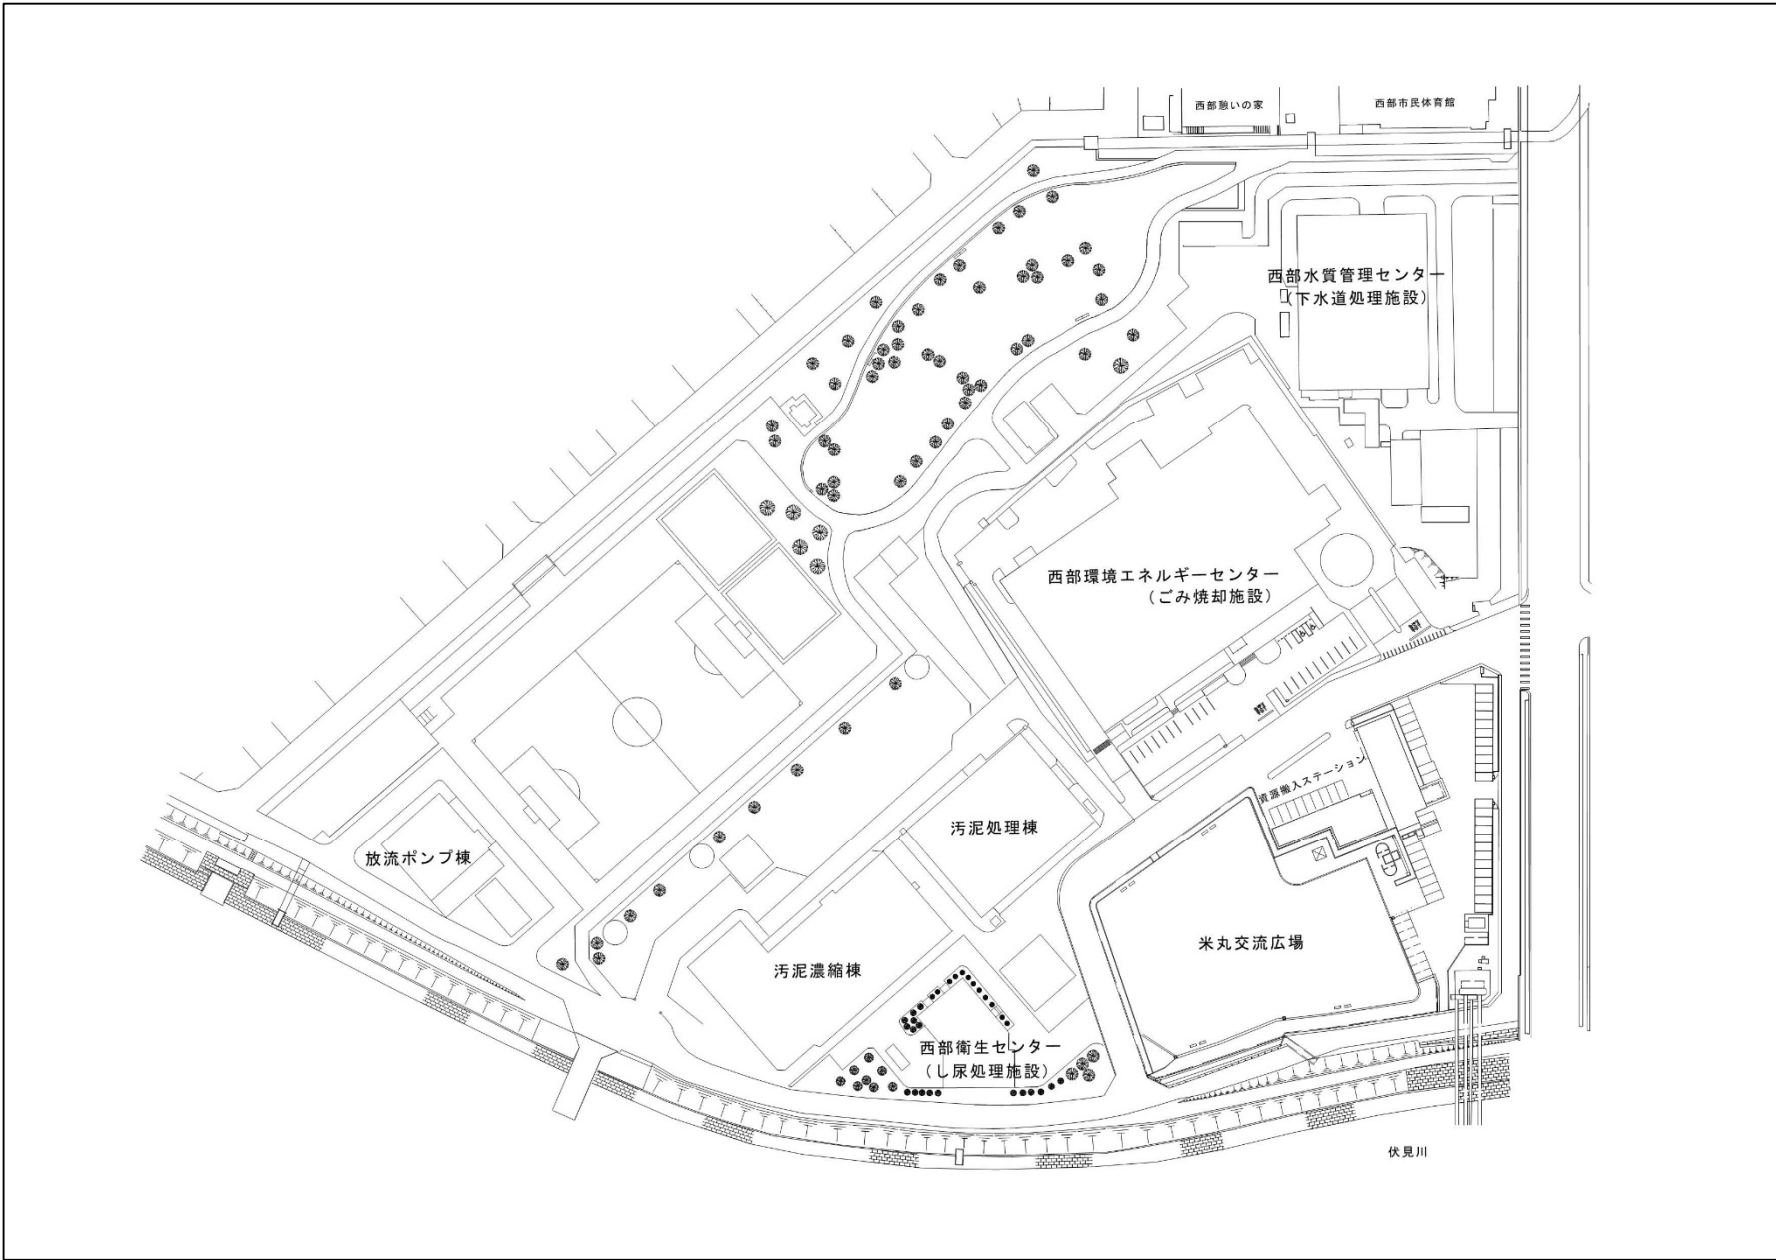 西部憩いの家
西部市民体育館
西部水質管理センター
（下水道処理施設）
西部環境エネルギーセンター
（ごみ焼却施設）
資源搬入ステーション
汚泥処理棟
放流ポンプ棟
米丸交流広場
汚泥濃縮棟
西部衛生センター
（し尿処理施設）
伏見川